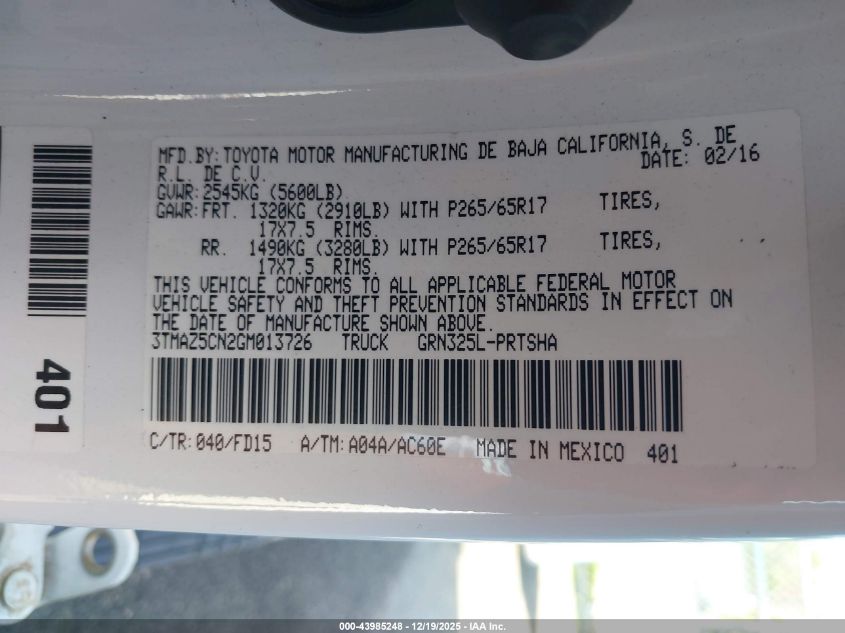 MFD.BY: TOYOTA MOTOR MANUFACTURING DE BAJA CALIFORNIA, S. DE
R.L. DE C.V. DATE: 02/16
GVWR: 2545KG (5600LB)
GAWR: FRT. 1320KG (2910LB) WITH P265/65R17 TIRES,
17X7.5 RIMS.
RR. 1490KG (3280LB) WITH P265/65R17 TIRES,
17X7.5 RIMS.
THIS VEHICLE CONFORMS TO ALL APPLICABLE FEDERAL MOTOR
VEHICLE SAFETY AND THEFT PREVENTION STANDARDS IN EFFECT ON
THE DATE OF MANUFACTURE SHOWN ABOVE.
3TMAZ5CN2GM013726 TRUCK GRN325L-PRTSHA
C/TR: 040/FD15 A/TM: A04A/AC60E MADE IN MEXICO 401
401
000-43985248 - 12/19/2025 - IAA Inc.